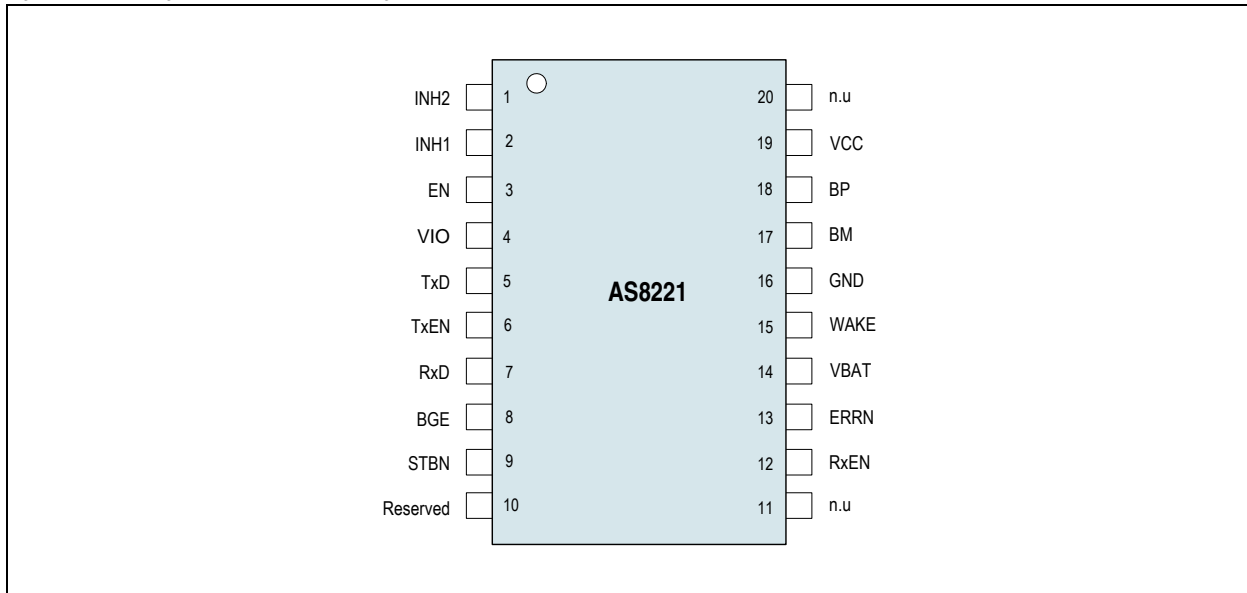 INH2 1 20 n.u
INH1 2 19 VCC
EN 3 18 BP
VIO 4 17 BM
TxD 5 AS8221 16 GND
TxEN 6 15 WAKE
RxD 7 14 VBAT
BGE 8 13 ERRN
STBN 9 12 RxEN
Reserved 10 11 n.u